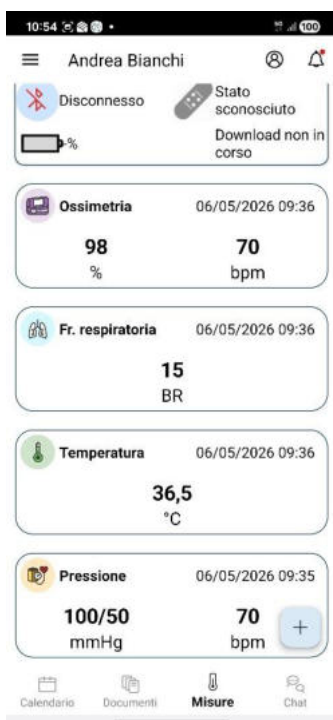 10:54
100
Andrea Bianchi
Disconnesso
Stato
sconosciuto
-%
Download non in
corso
Ossimetria 06/05/2026 09:36
98 70
% bpm
Fr. respiratoria 06/05/2026 09:36
15
BR
Temperatura 06/05/2026 09:36
36,5
°C
Pressione 06/05/2026 09:35
100/50 70
mmHg bpm
+
Calendario Documenti Misure Chat